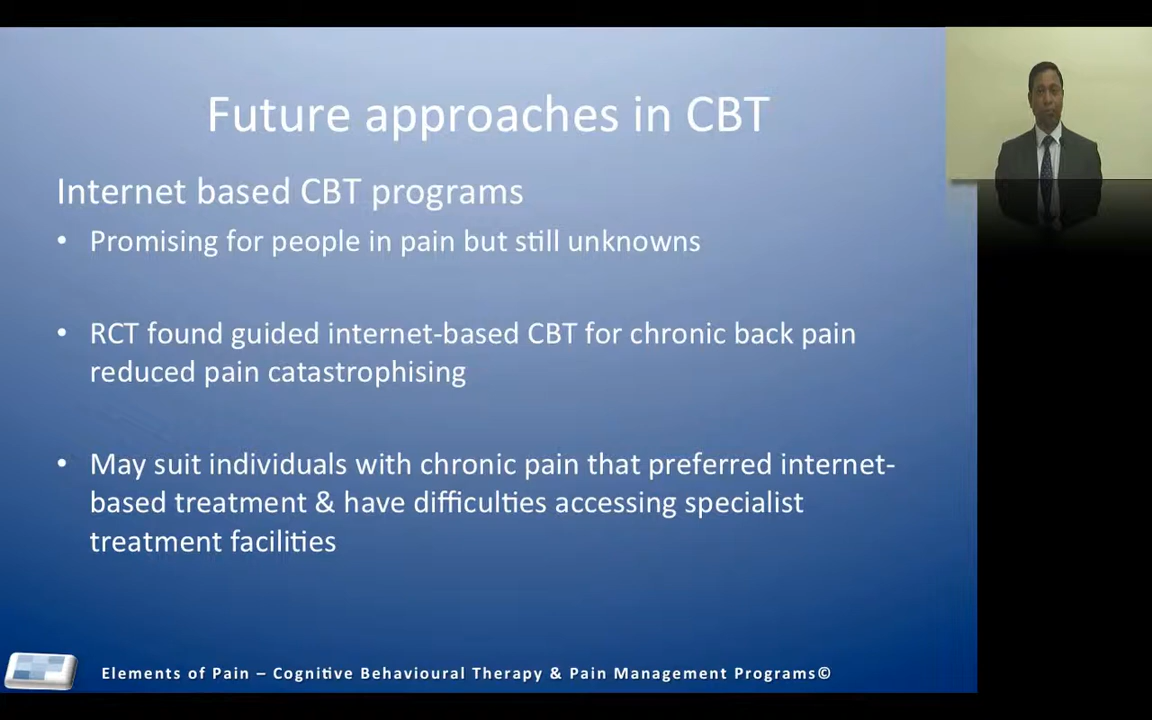 Future approaches in CBT
Internet based CBT programs
• Promising for people in pain but still unknowns
• RCT found guided internet-based CBT for chronic back pain
reduced pain catastrophising
• May suit individuals with chronic pain that preferred internet-
based treatment & have difficulties accessing specialist
treatment facilities
Elements of Pain – Cognitive Behavioural Therapy & Pain Management Programs©